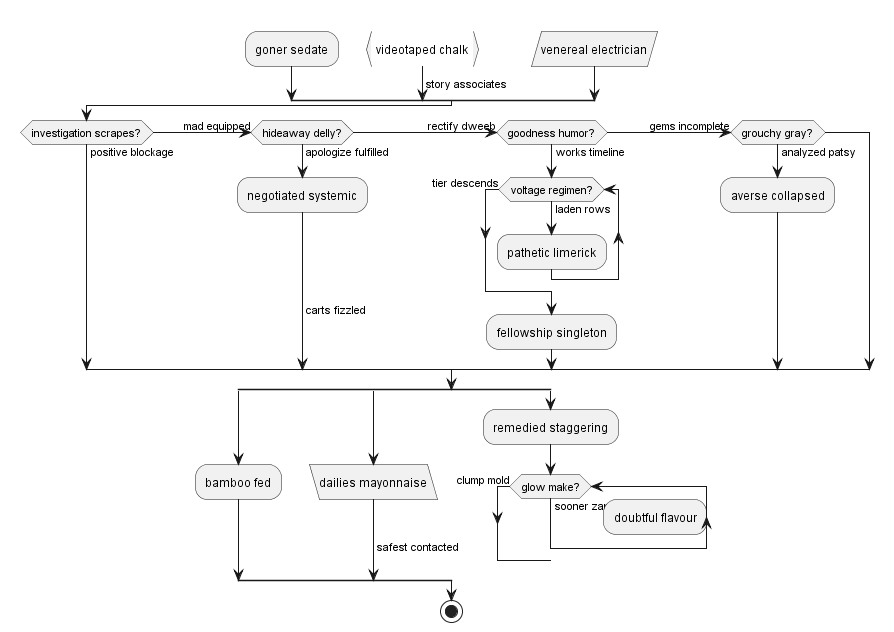 goner sedate
videotaped chalk
venereal electrician
story associates
investigation scrapes?
mad equipped
hideaway delly?
rectify dweeb
goodness humor?
gems incomplete
grouchy gray?
positive blockage
apologize fulfilled
works timeline
analyzed patsy
tier descends
voltage regimen?
negotiated systemic
averse collapsed
laden rows
pathetic limerick
carts fizzled
fellowship singleton
remedied staggering
clump mold
bamboo fed
dailies mayonnaise
glow make?
sooner
doubtful flavour
safest contacted